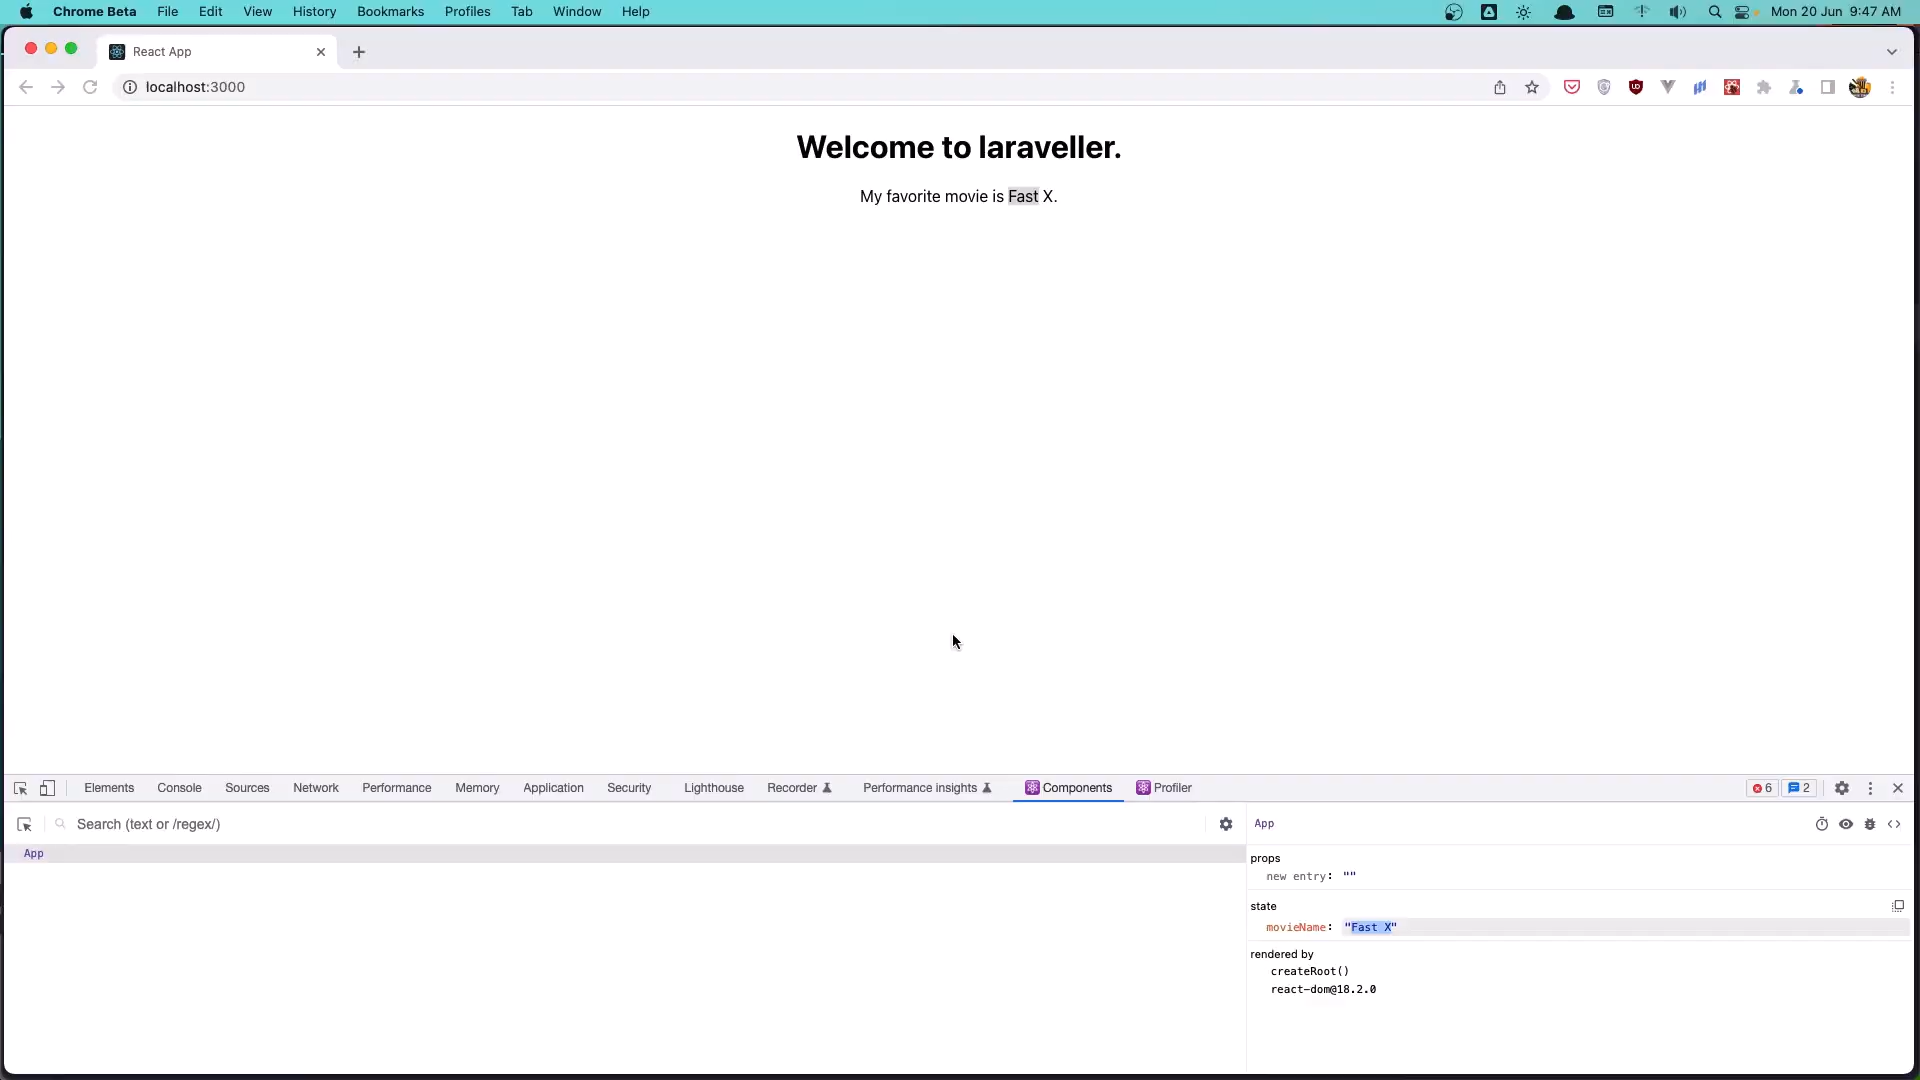 Chrome Beta File Edit View History Bookmarks Profiles Tab Window Help Mon 20 Jun 9:47 AM
React App
localhost:3000
Welcome to laraveller.
My favorite movie is Fast X.
Elements Console Sources Network Performance Memory Application Security Lighthouse Recorder Performance insights Components Profiler 6 2
Search (text or /regex/)
App
App
props
new entry: ""
state
movieName: "Fast X"
rendered by
createRoot()
react-dom@18.2.0